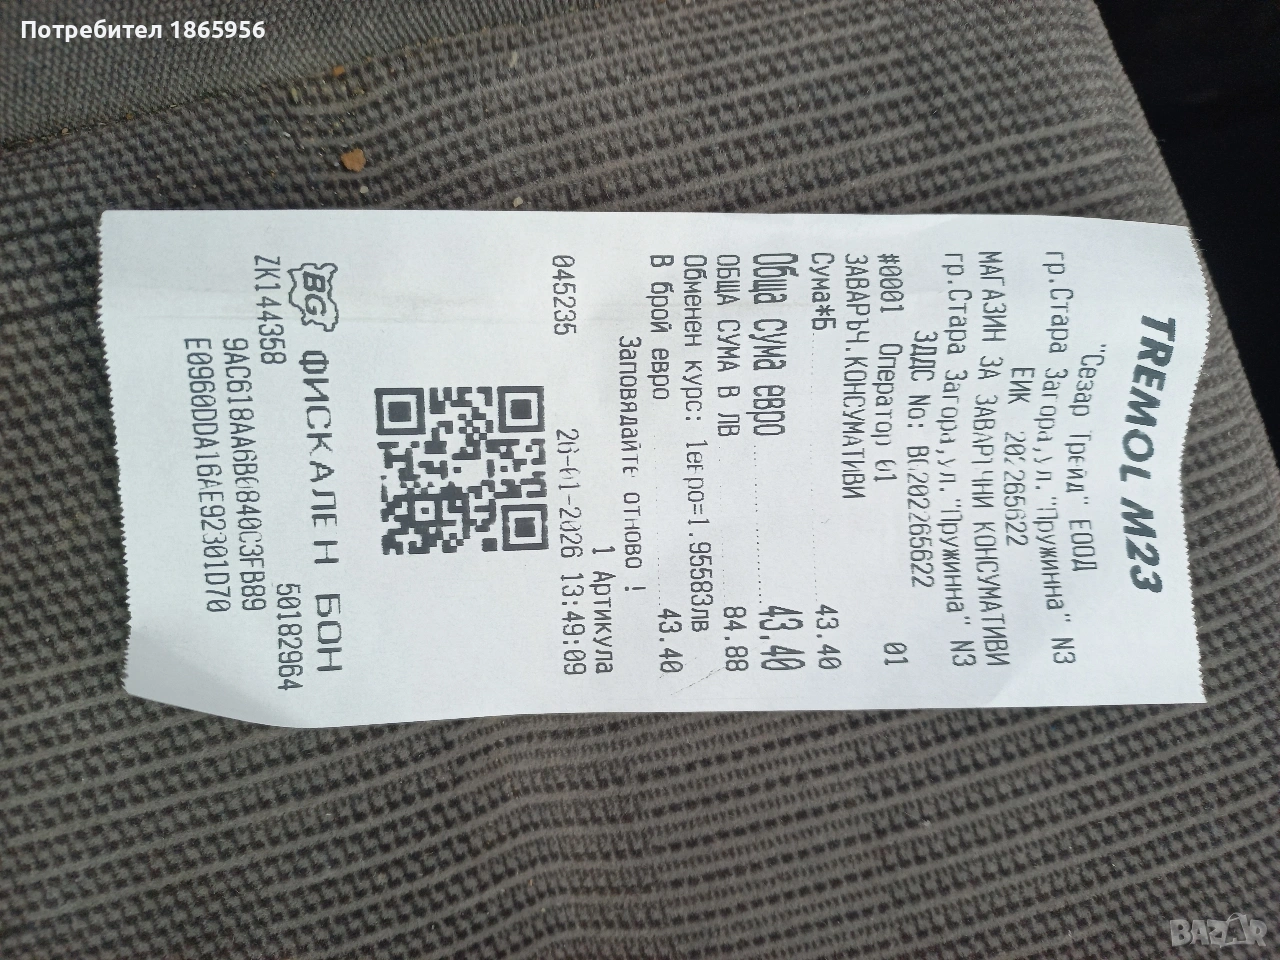 Потребител 1865956
TREMOL M23
"Сезар Трейд" ЕООД
гр.Стара Загора,ул."Пружинна" N3
ЕИК 202265622
МАГАЗИН ЗА ЗАВАРЧНИ КОНСУМАТИВИ
гр.Стара Загора,ул."Пружинна" N3
ЗДДС No: BG202265622
#0001 Оператор 01 01
ЗАВАРЪЧ.КОНСУМАТИВИ
Сума*Б 43.40
Обща сума евро 43.40
ОБЩА СУМА В ЛВ 84.88
Обменен курс: 1евро=1.95583лв
В брой евро 43.40
Заповядайте отново !
1 Артикула
045235 26-01-2026 13:49:09
BG ФИСКАЛЕН БОН
ZK144358 50182964
E0960DDA16AE92301D70
BAZAR